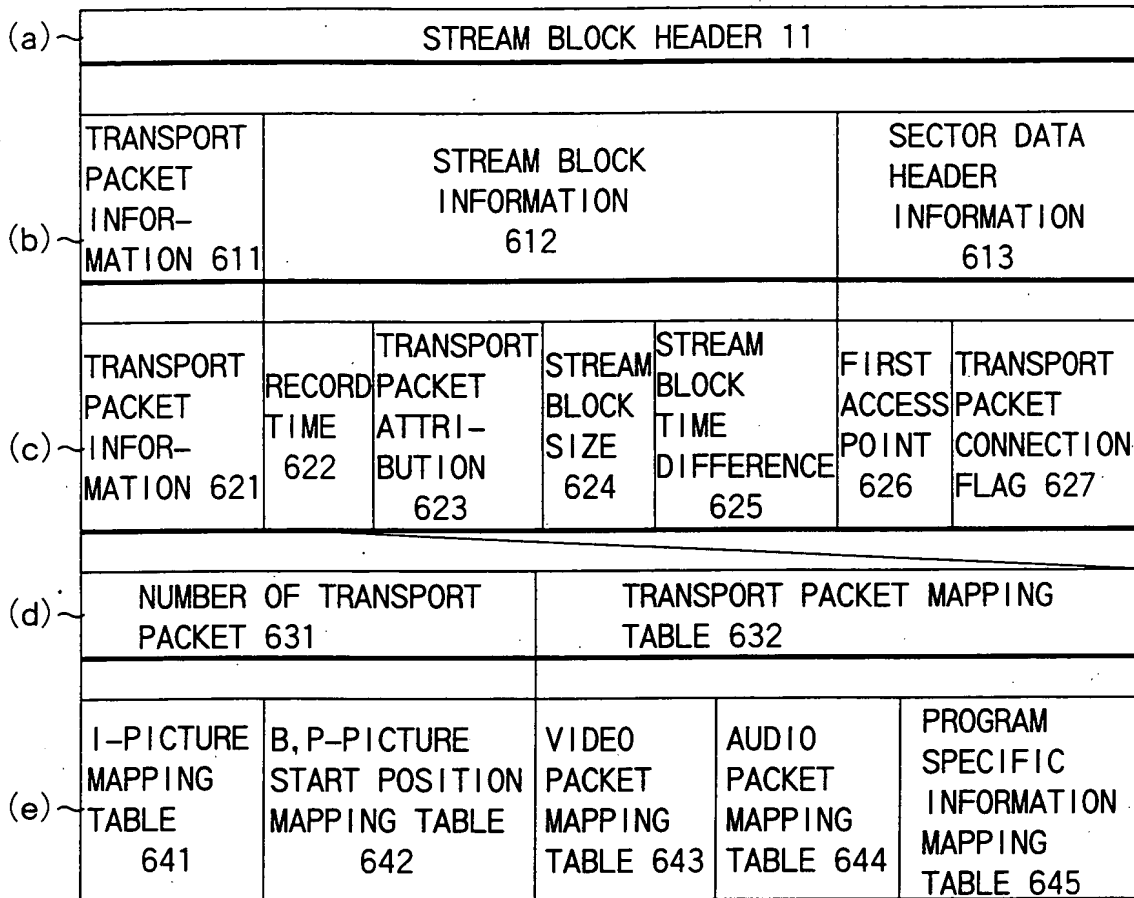 (a)~
STREAM BLOCK HEADER 11
(b)~
TRANSPORT
PACKET
INFOR-
MATION 611
STREAM BLOCK
INFORMATION
612
SECTOR DATA
HEADER
INFORMATION
613
(c)~
TRANSPORT
PACKET
INFOR-
MATION 621
RECORD
TIME
622
TRANSPORT
PACKET
ATTRI-
BUTION
623
STREAM
BLOCK
SIZE
624
STREAM
BLOCK
TIME
DIFFERENCE
625
FIRST
ACCESS
POINT
626
TRANSPORT
PACKET
CONNECTION
FLAG 627
(d)~
NUMBER OF TRANSPORT
PACKET 631
TRANSPORT PACKET MAPPING
TABLE 632
(e)~
I-PICTURE
MAPPING
TABLE
641
B,P-PICTURE
START POSITION
MAPPING TABLE
642
VIDEO
PACKET
MAPPING
TABLE 643
AUDIO
PACKET
MAPPING
TABLE 644
PROGRAM
SPECIFIC
INFORMATION
MAPPING
TABLE 645